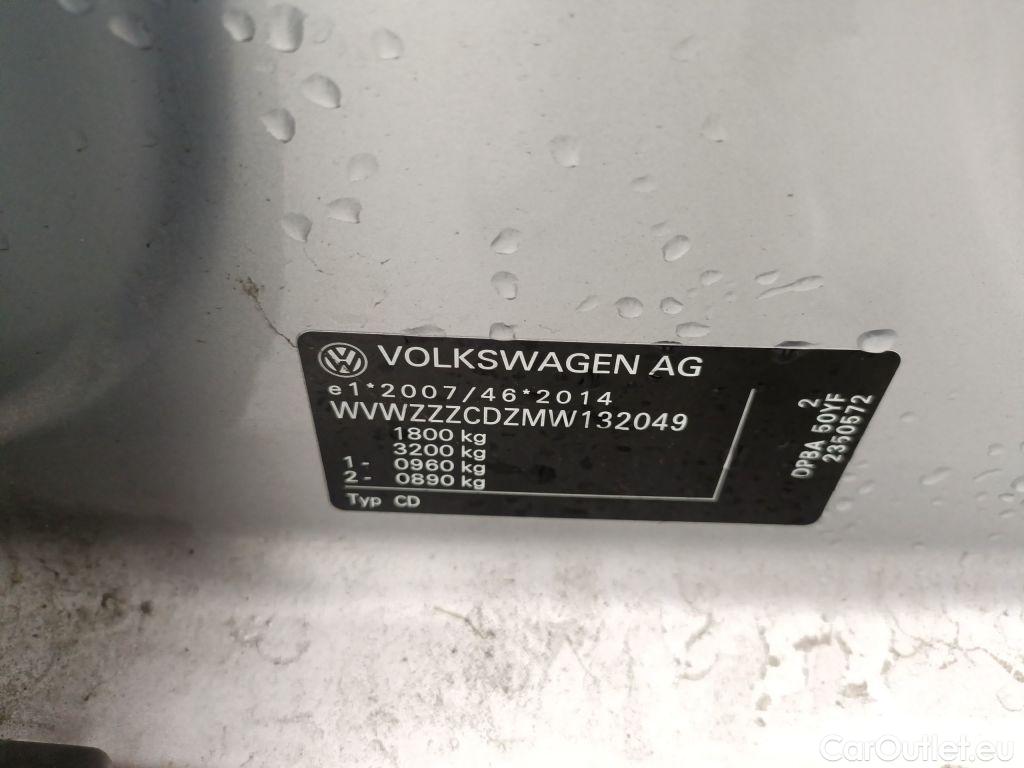 VOLKSWAGEN AG
e1*2007/46*2014
WVWZZZCDZMW132049
1800 kg
3200 kg
1- 0960 kg
2- 0890 kg
Typ CD
2
OPBA 50YF
2350572
CarOutlet.eu